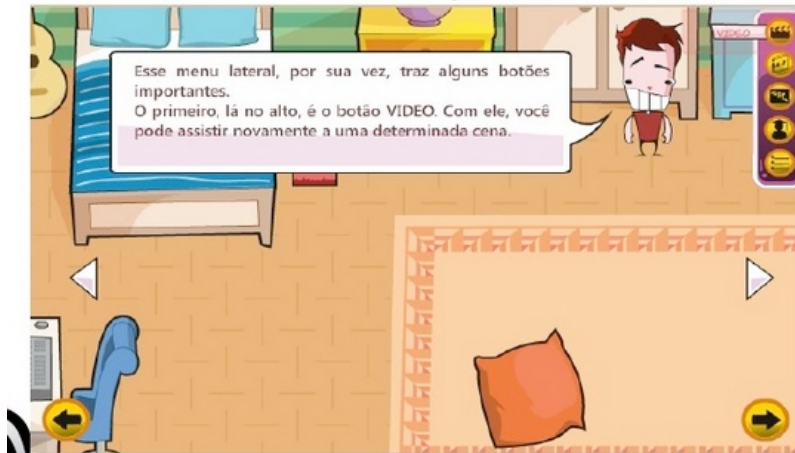 Esse menu lateral, por sua vez, traz alguns botões
importantes.
O primeiro, lá no alto, é o botão VIDEO. Com ele, você
pode assistir novamente a uma determinada cena.
VIDEO